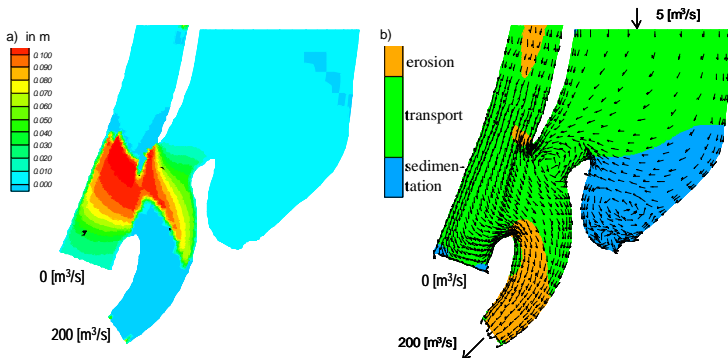 a) in m
0.100
0.090
0.080
0.070
0.060
0.050
0.040
0.030
0.020
0.010
0.000
0 [m³/s]
200 [m³/s]
b)
5 [m³/s]
erosion
transport
sedimen-
tation
0 [m³/s]
200 [m³/s]